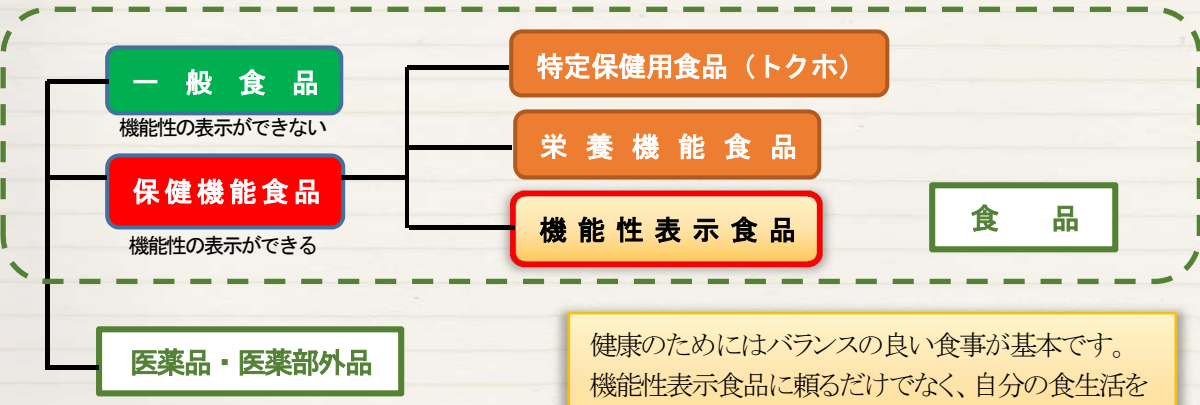 一般食品
機能性の表示ができない
保健機能食品
機能性の表示ができる
特定保健用食品（トクホ）
栄養機能食品
機能性表示食品
食品
医薬品・医薬部外品
健康のためにはバランスの良い食事が基本です。
機能性表示食品に頼るだけでなく、自分の食生活を